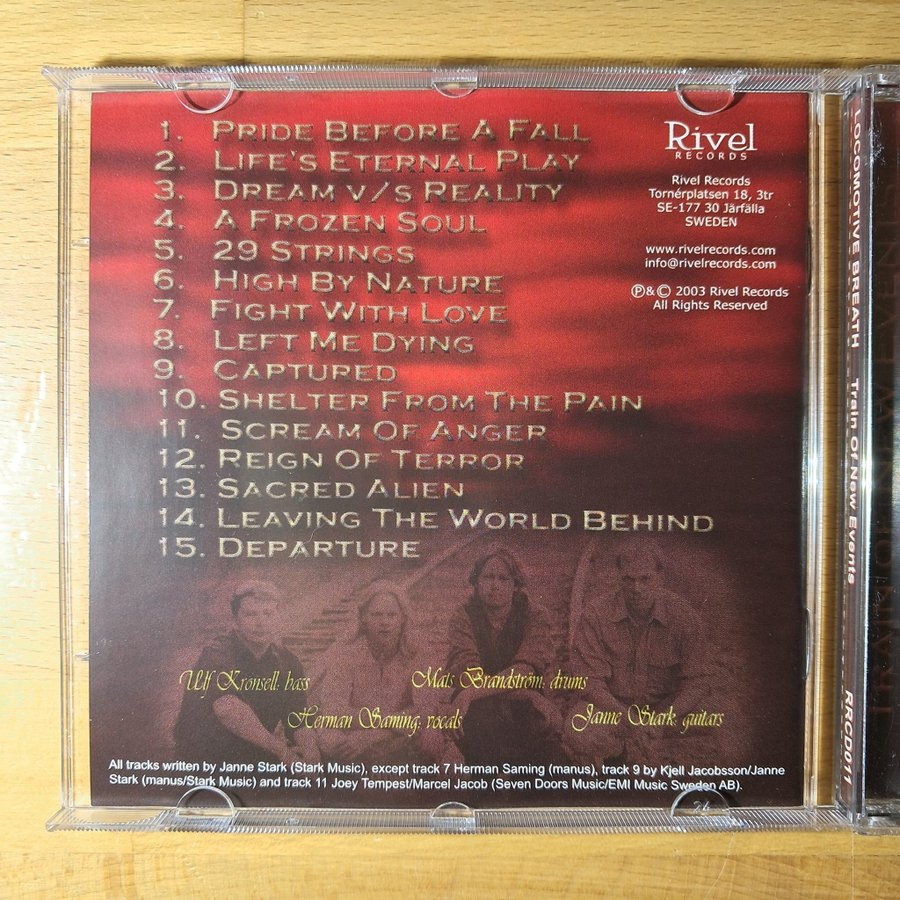 1. PRIDE BEFORE A FALL
2. LIFE'S ETERNAL PLAY
3. DREAM V/S REALITY
4. A FROZEN SOUL
5. 29 STRINGS
6. HIGH BY NATURE
7. FIGHT WITH LOVE
8. LEFT ME DYING
9. CAPTURED
10. SHELTER FROM THE PAIN
11. SCREAM OF ANGER
12. REIGN OF TERROR
13. SACRED ALIEN
14. LEAVING THE WORLD BEHIND
15. DEPARTURE
Rivel
RECORDS
Rivel Records
Tornérplatsen 18, 3tr
SE-177 30 Järfälla
SWEDEN
www.rivelrecords.com
info@rivelrecords.com
℗&© 2003 Rivel Records
All Rights Reserved
Ulf Kronsell: bass
Mats Brandström: drums
Herman Saming: vocals
Janne Stark: guitars
All tracks written by Janne Stark (Stark Music), except track 7 Herman Saming (manus), track 9 by Kjell Jacobsson/Janne
Stark (manus/Stark Music) and track 11 Joey Tempest/Marcel Jacob (Seven Doors Music/EMI Music Sweden AB).
LOCOMOTIVE BREATH Train Of New Events RRCD0011